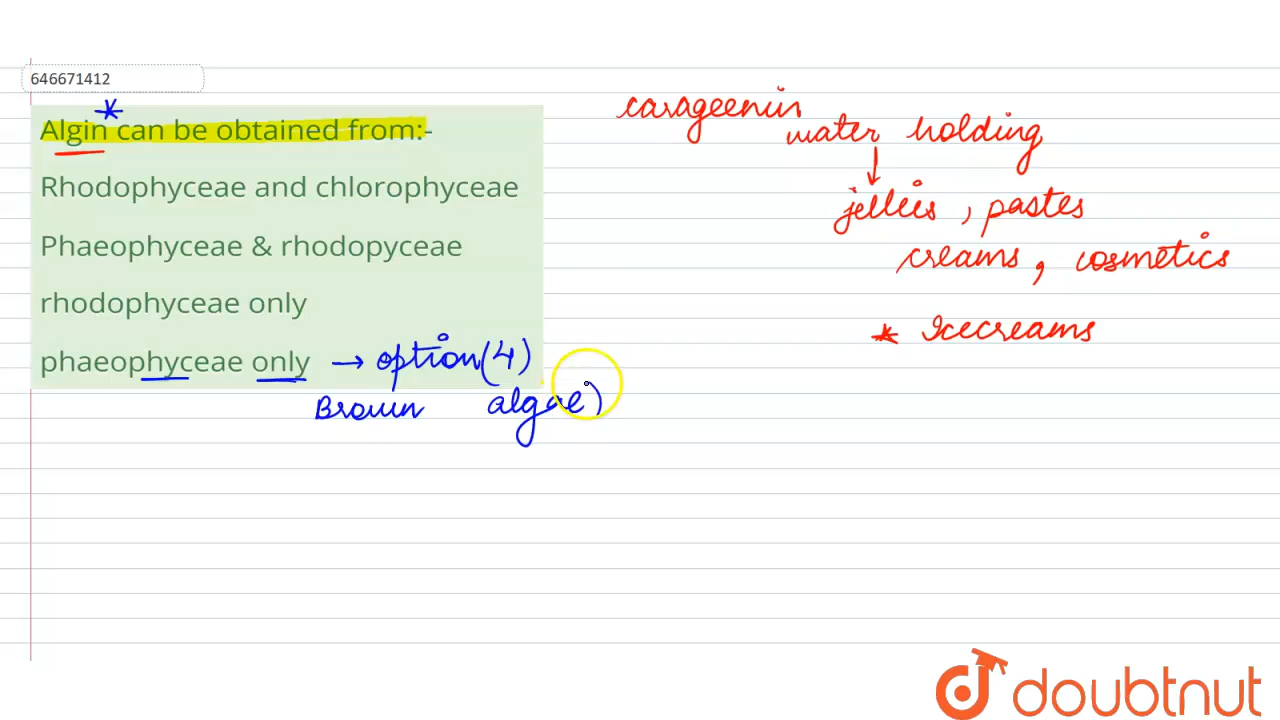 646671412
*
Algin can be obtained from:-
Rhodophyceae and chlorophyceae
Phaeophyceae & rhodopyceae
rhodophyceae only
phaeophyceae only → option (4)
Brown algae)
carageenin
water holding
↓
jellies, pastes
creams, cosmetics
* Icecreams
doubtnut